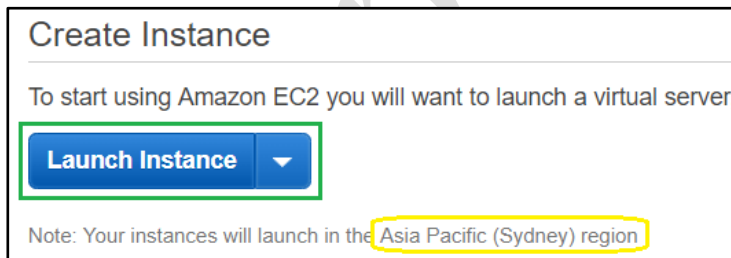 Create Instance
To start using Amazon EC2 you will want to launch a virtual server
Launch Instance
Note: Your instances will launch in the Asia Pacific (Sydney) region